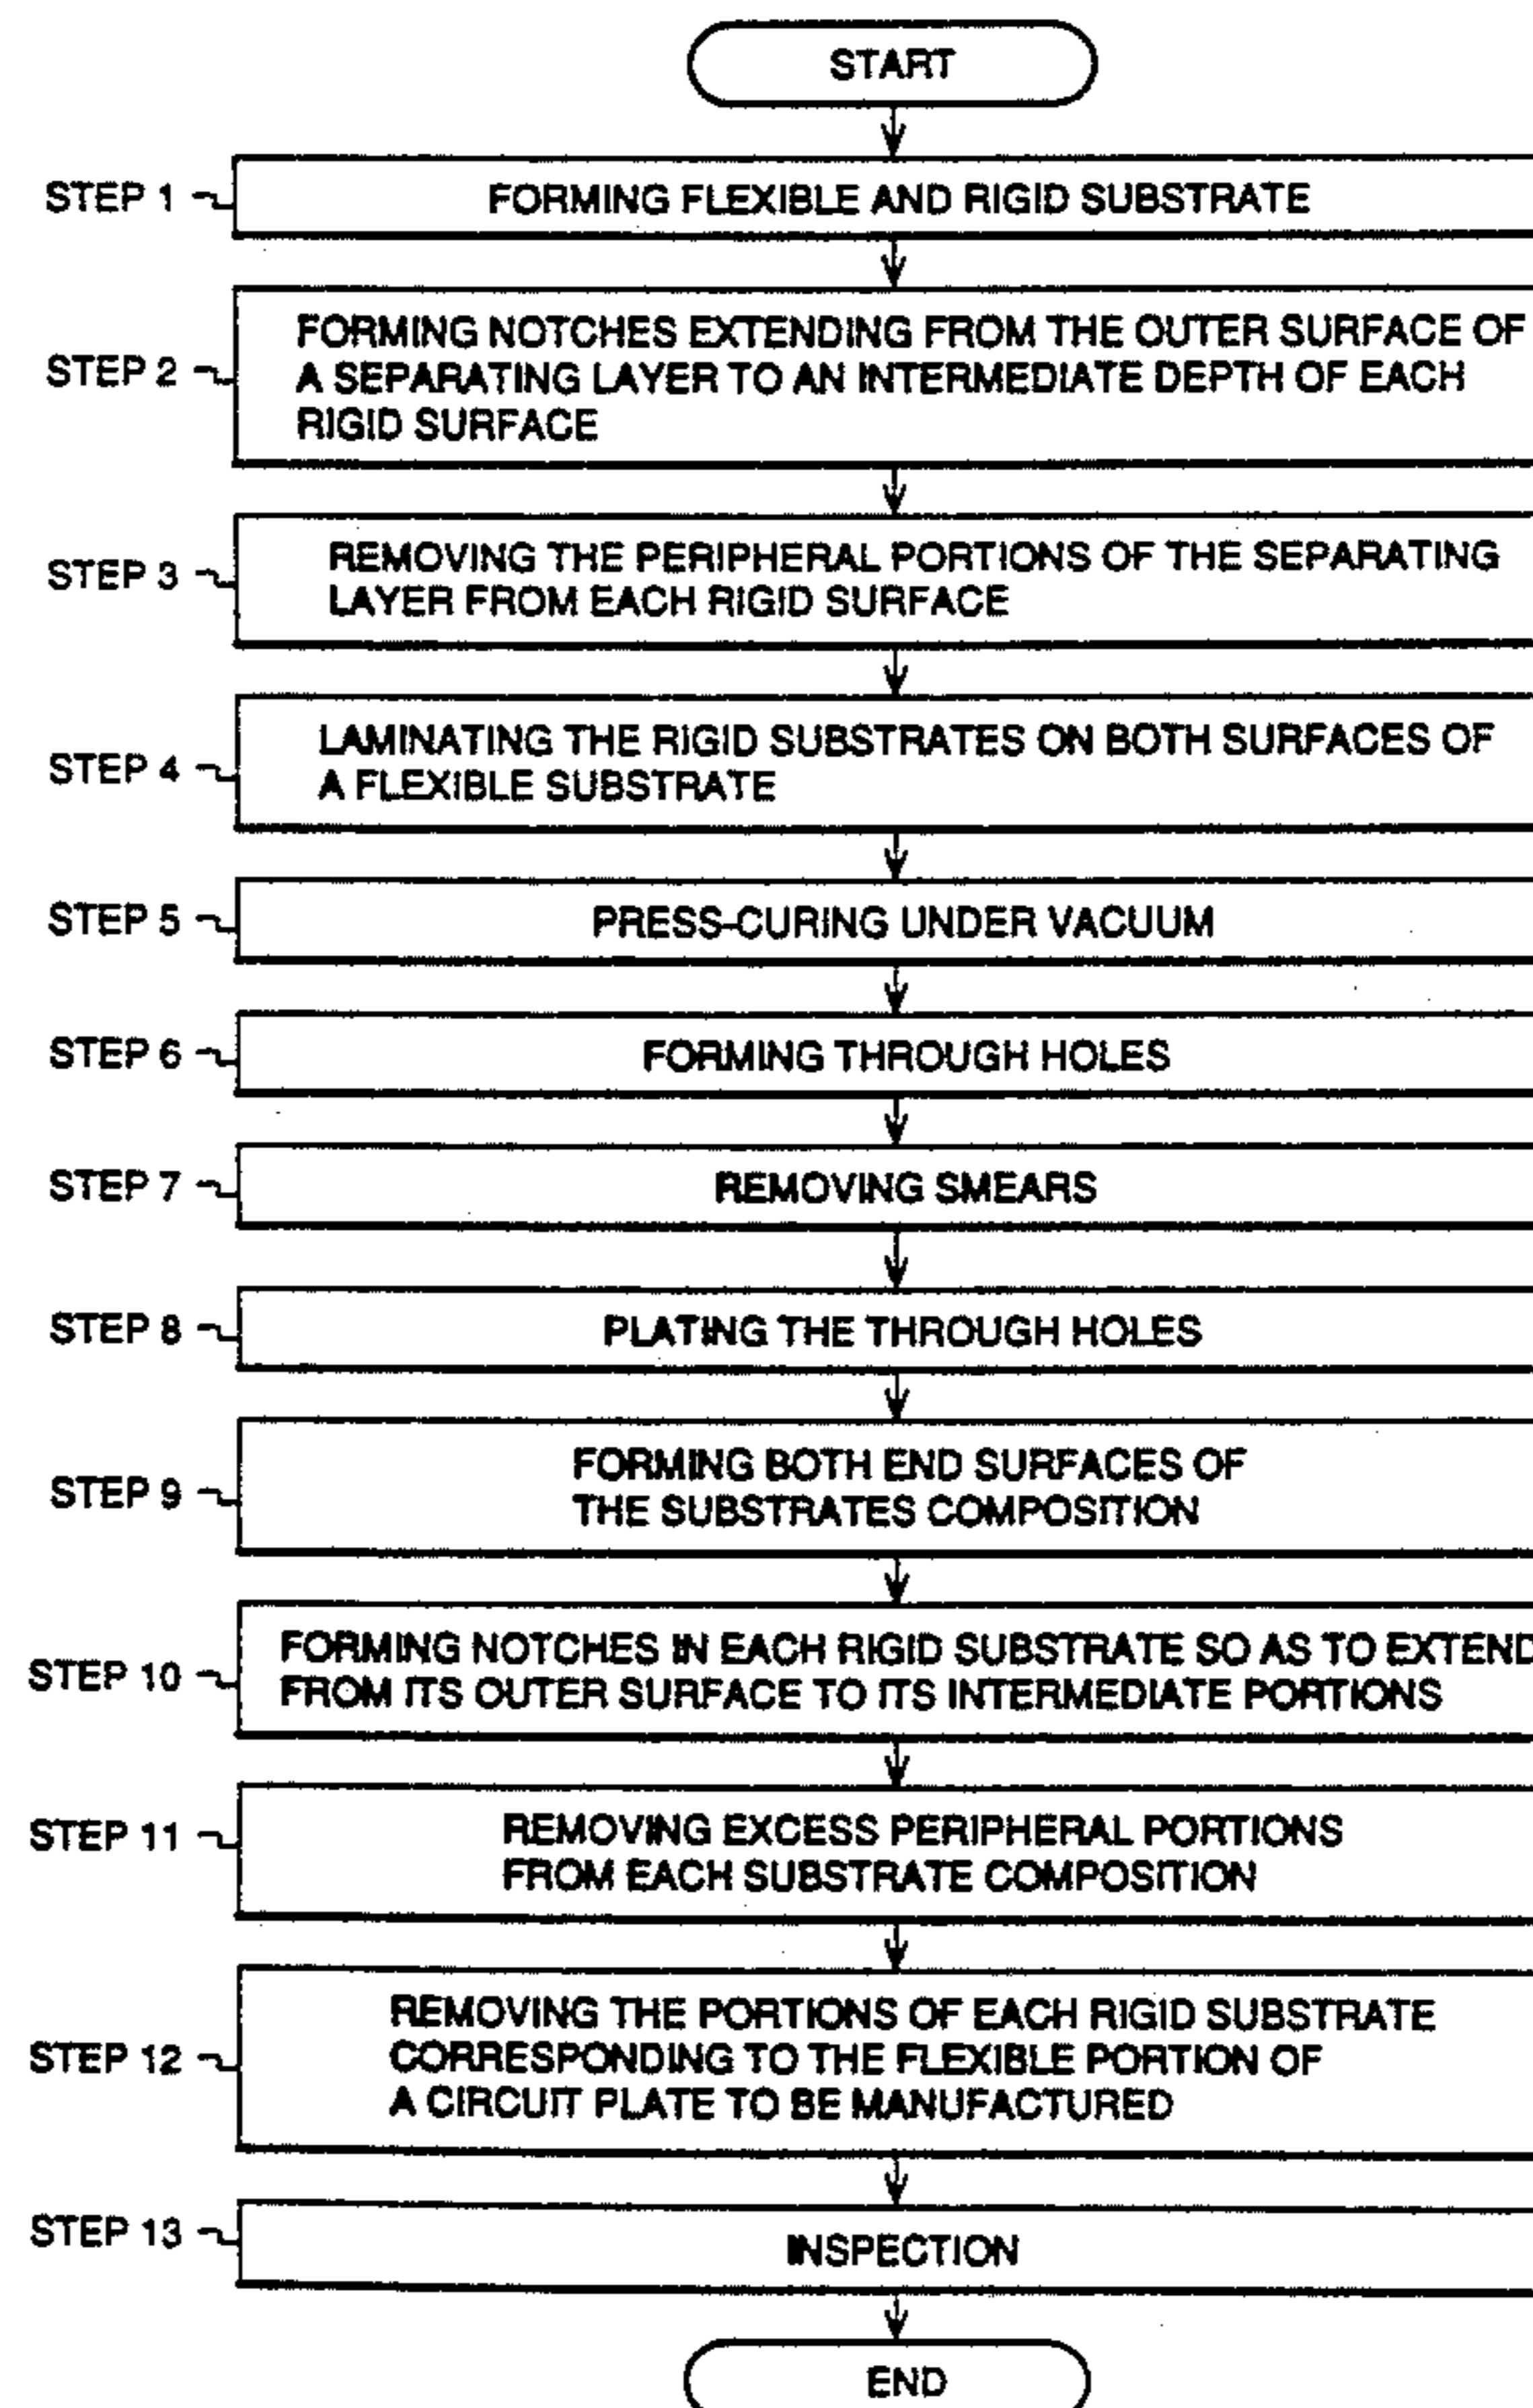 START
STEP 1
FORMING FLEXIBLE AND RIGID SUBSTRATE
STEP 2
FORMING NOTCHES EXTENDING FROM THE OUTER SURFACE OF
A SEPARATING LAYER TO AN INTERMEDIATE DEPTH OF EACH
RIGID SURFACE
STEP 3
REMOVING THE PERIPHERAL PORTIONS OF THE SEPARATING
LAYER FROM EACH RIGID SURFACE
STEP 4
LAMINATING THE RIGID SUBSTRATES ON BOTH SURFACES OF
A FLEXIBLE SUBSTRATE
STEP 5
PRESS-CURING UNDER VACUUM
STEP 6
FORMING THROUGH HOLES
STEP 7
REMOVING SMEARS
STEP 8
PLATING THE THROUGH HOLES
STEP 9
FORMING BOTH END SURFACES OF
THE SUBSTRATES COMPOSITION
STEP 10
FORMING NOTCHES IN EACH RIGID SUBSTRATE SO AS TO EXTEND
FROM ITS OUTER SURFACE TO ITS INTERMEDIATE PORTIONS
STEP 11
REMOVING EXCESS PERIPHERAL PORTIONS
FROM EACH SUBSTRATE COMPOSITION
STEP 12
REMOVING THE PORTIONS OF EACH RIGID SUBSTRATE
CORRESPONDING TO THE FLEXIBLE PORTION OF
A CIRCUIT PLATE TO BE MANUFACTURED
STEP 13
INSPECTION
END